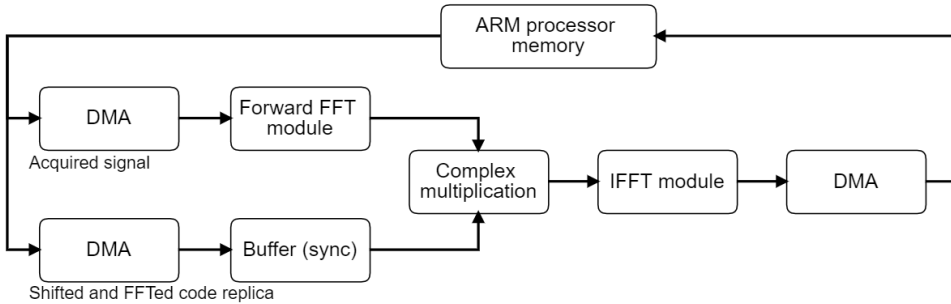 ARM processor
memory
DMA
Forward FFT
module
Acquired signal
Complex
multiplication
IFFT module
DMA
DMA
Buffer (sync)
Shifted and FFTed code replica